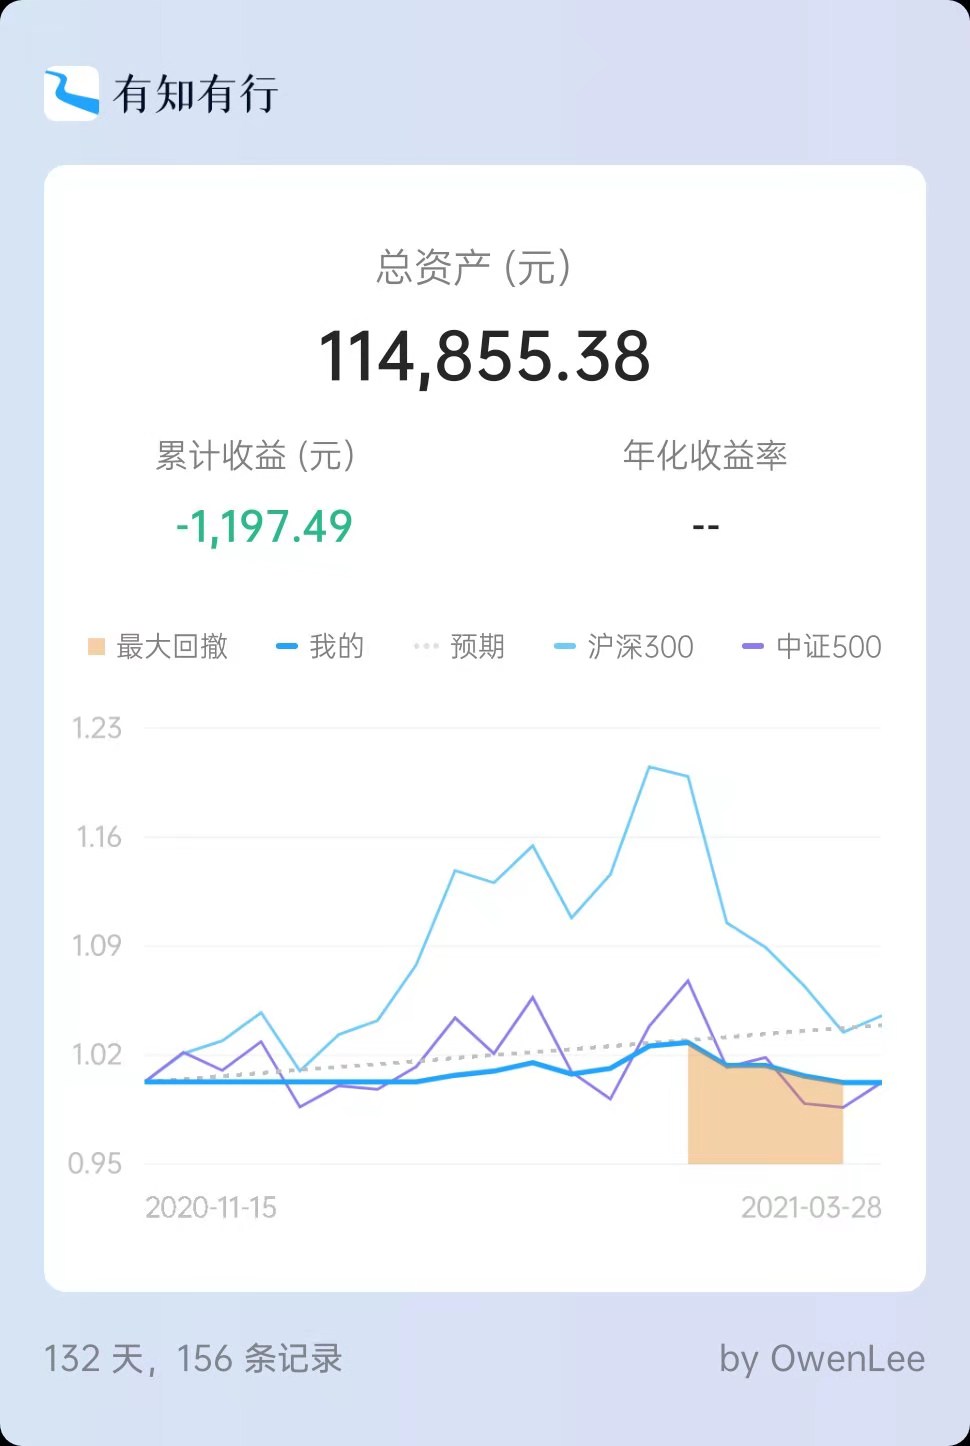 有知有行
总资产 (元)
114,855.38
累计收益 (元) 年化收益率
-1,197.49 --
最大回撤 我的 预期 沪深300 中证500
1.23
1.16
1.09
1.02
0.95
2020-11-15 2021-03-28
132 天，156 条记录 by OwenLee